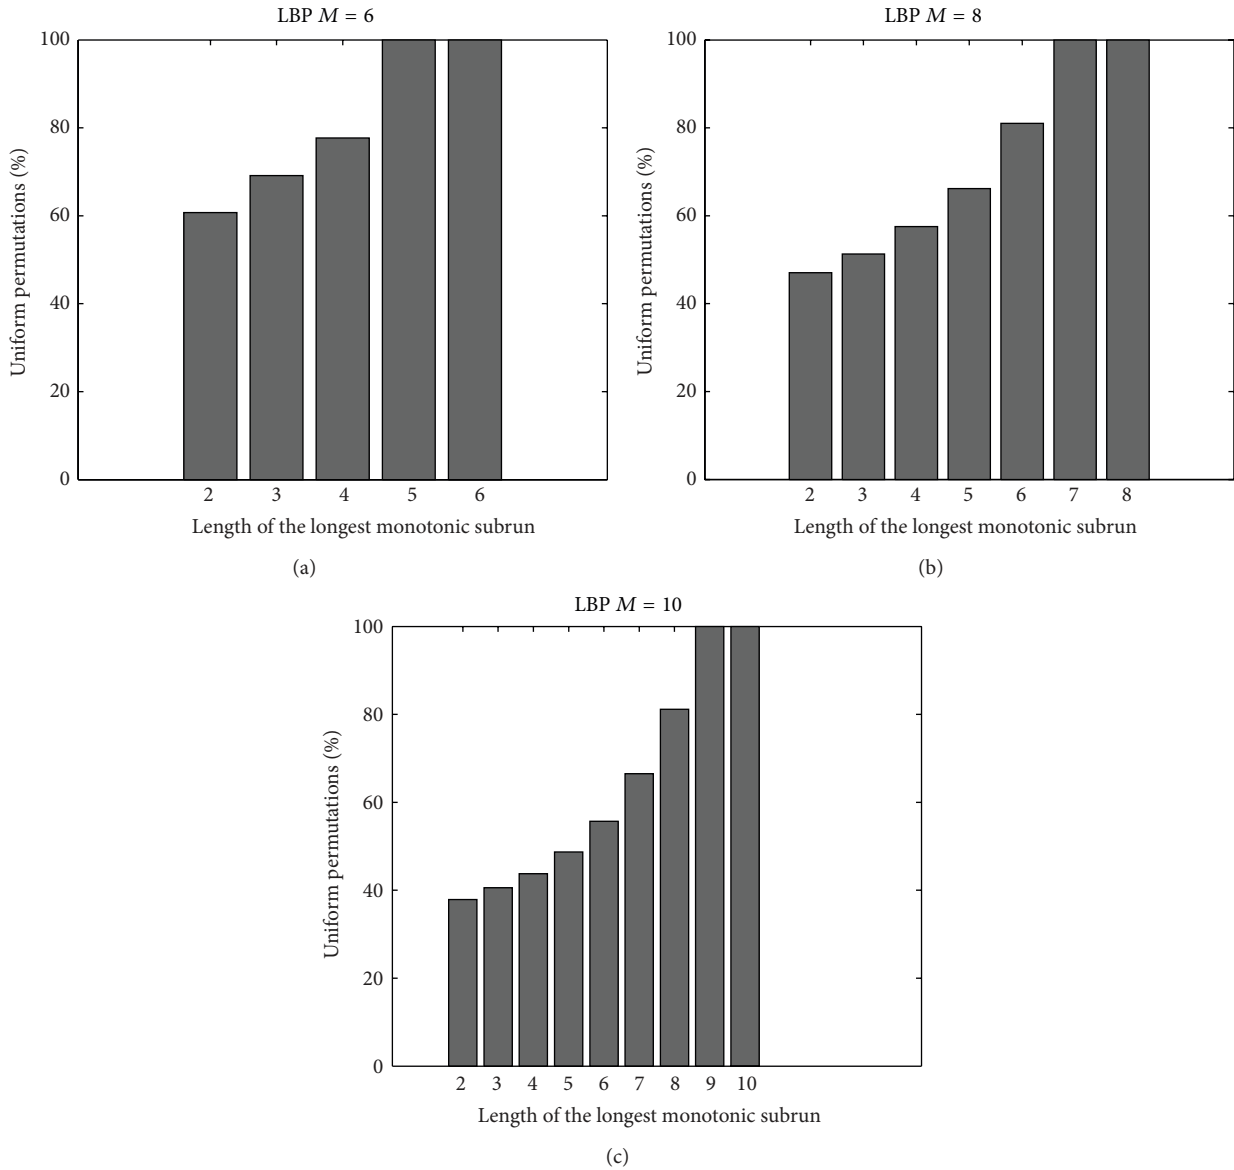 LBP M = 6
100
80
60
40
20
0
Uniform permutations (%)
2 3 4 5 6
Length of the longest monotonic subrun
(a)
LBP M = 8
100
80
60
40
20
0
Uniform permutations (%)
2 3 4 5 6 7 8
Length of the longest monotonic subrun
(b)
LBP M = 10
100
80
60
40
20
0
Uniform permutations (%)
2 3 4 5 6 7 8 9 10
Length of the longest monotonic subrun
(c)